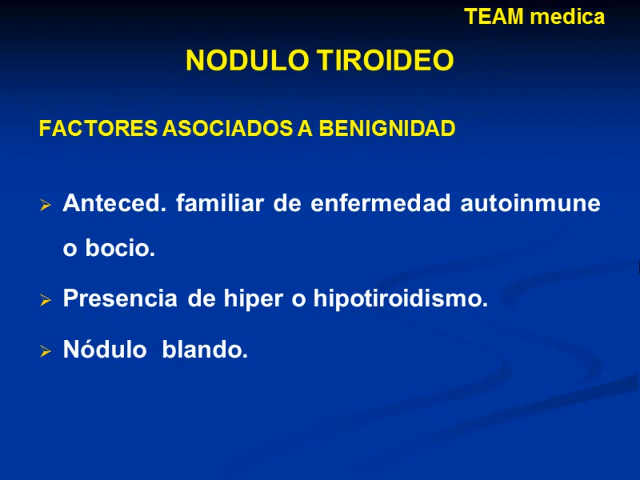 TEAM medica
NODULO TIROIDEO
FACTORES ASOCIADOS A BENIGNIDAD
Anteced. familiar de enfermedad autoinmune
o bocio.
Presencia de hiper o hipotiroidismo.
Nódulo blando.